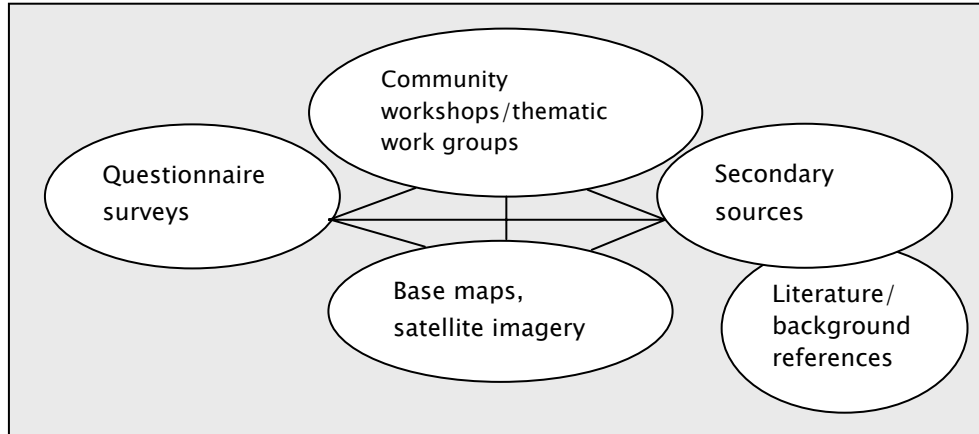 Community
workshops/thematic
work groups
Questionnaire
surveys
Secondary
sources
Base maps,
satellite imagery
Literature/
background
references